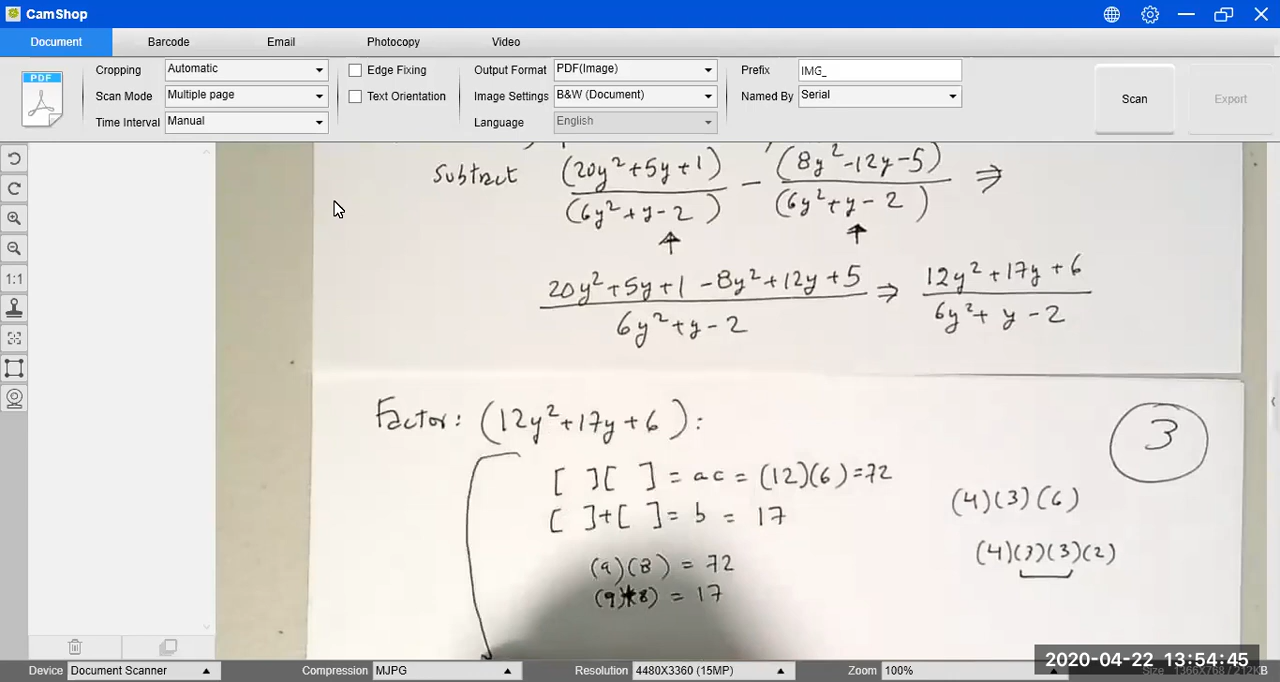 CamShop
Document Barcode Email Photocopy Video
PDF
Cropping Automatic
Scan Mode Multiple page
Time Interval Manual
Edge Fixing
Text Orientation
Output Format PDF(Image)
Image Settings B&W (Document)
Language English
Prefix IMG_
Named By Serial
Scan
Export
1:1
Subtract (20y²+5y+1)/(6y²+y-2) - (8y²-12y-5)/(6y²+y-2) ⇒
(20y²+5y+1-8y²+12y+5)/(6y²+y-2) ⇒ (12y²+17y+6)/(6y²+y-2)
Factor: (12y²+17y+6):
3
[ ][ ] = ac = (12)(6)=72
[ ]+[ ] = b = 17
(4)(3)(6)
(4)(3)(3)(2)
(9)(8) = 72
(9)+(8) = 17
2020-04-22 13:54:45
Device Document Scanner Compression MJPG Resolution 4480X3360 (15MP) Zoom 100%